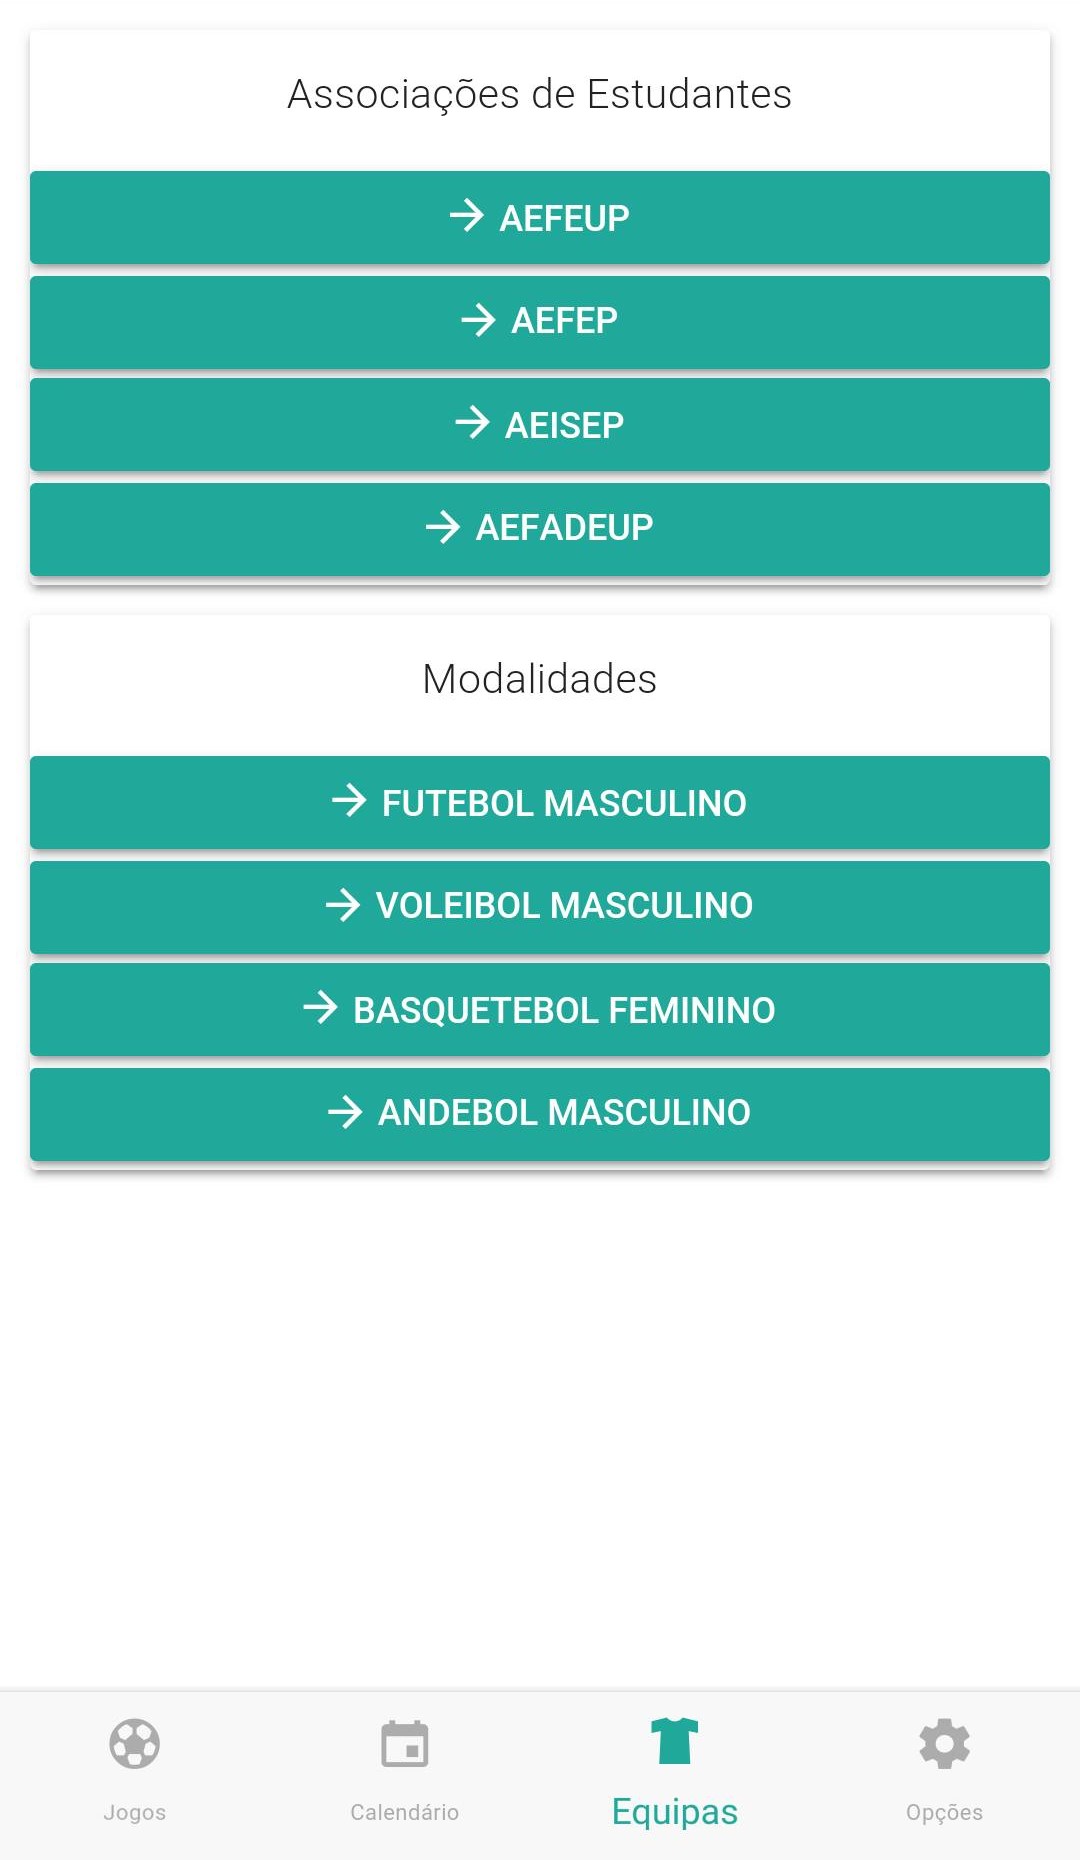 Associações de Estudantes
AEFEUP
AEFEP
AEISEP
AEFADEUP
Modalidades
FUTEBOL MASCULINO
VOLEIBOL MASCULINO
BASQUETEBOL FEMININO
ANDEBOL MASCULINO
Jogos
Calendário
Equipas
Opções